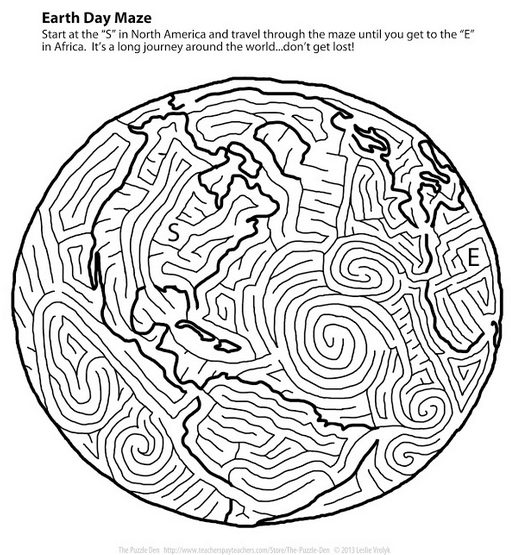 Earth Day Maze
Start at the “S” in North America and travel through the maze until you get to the “E”
in Africa.  It’s a long journey around the world...don’t get lost!
S
E
The Puzzle Den  http://www.teacherspayteachers.com/Store/The-Puzzle-Den  © 2013 Leslie Vrolyk